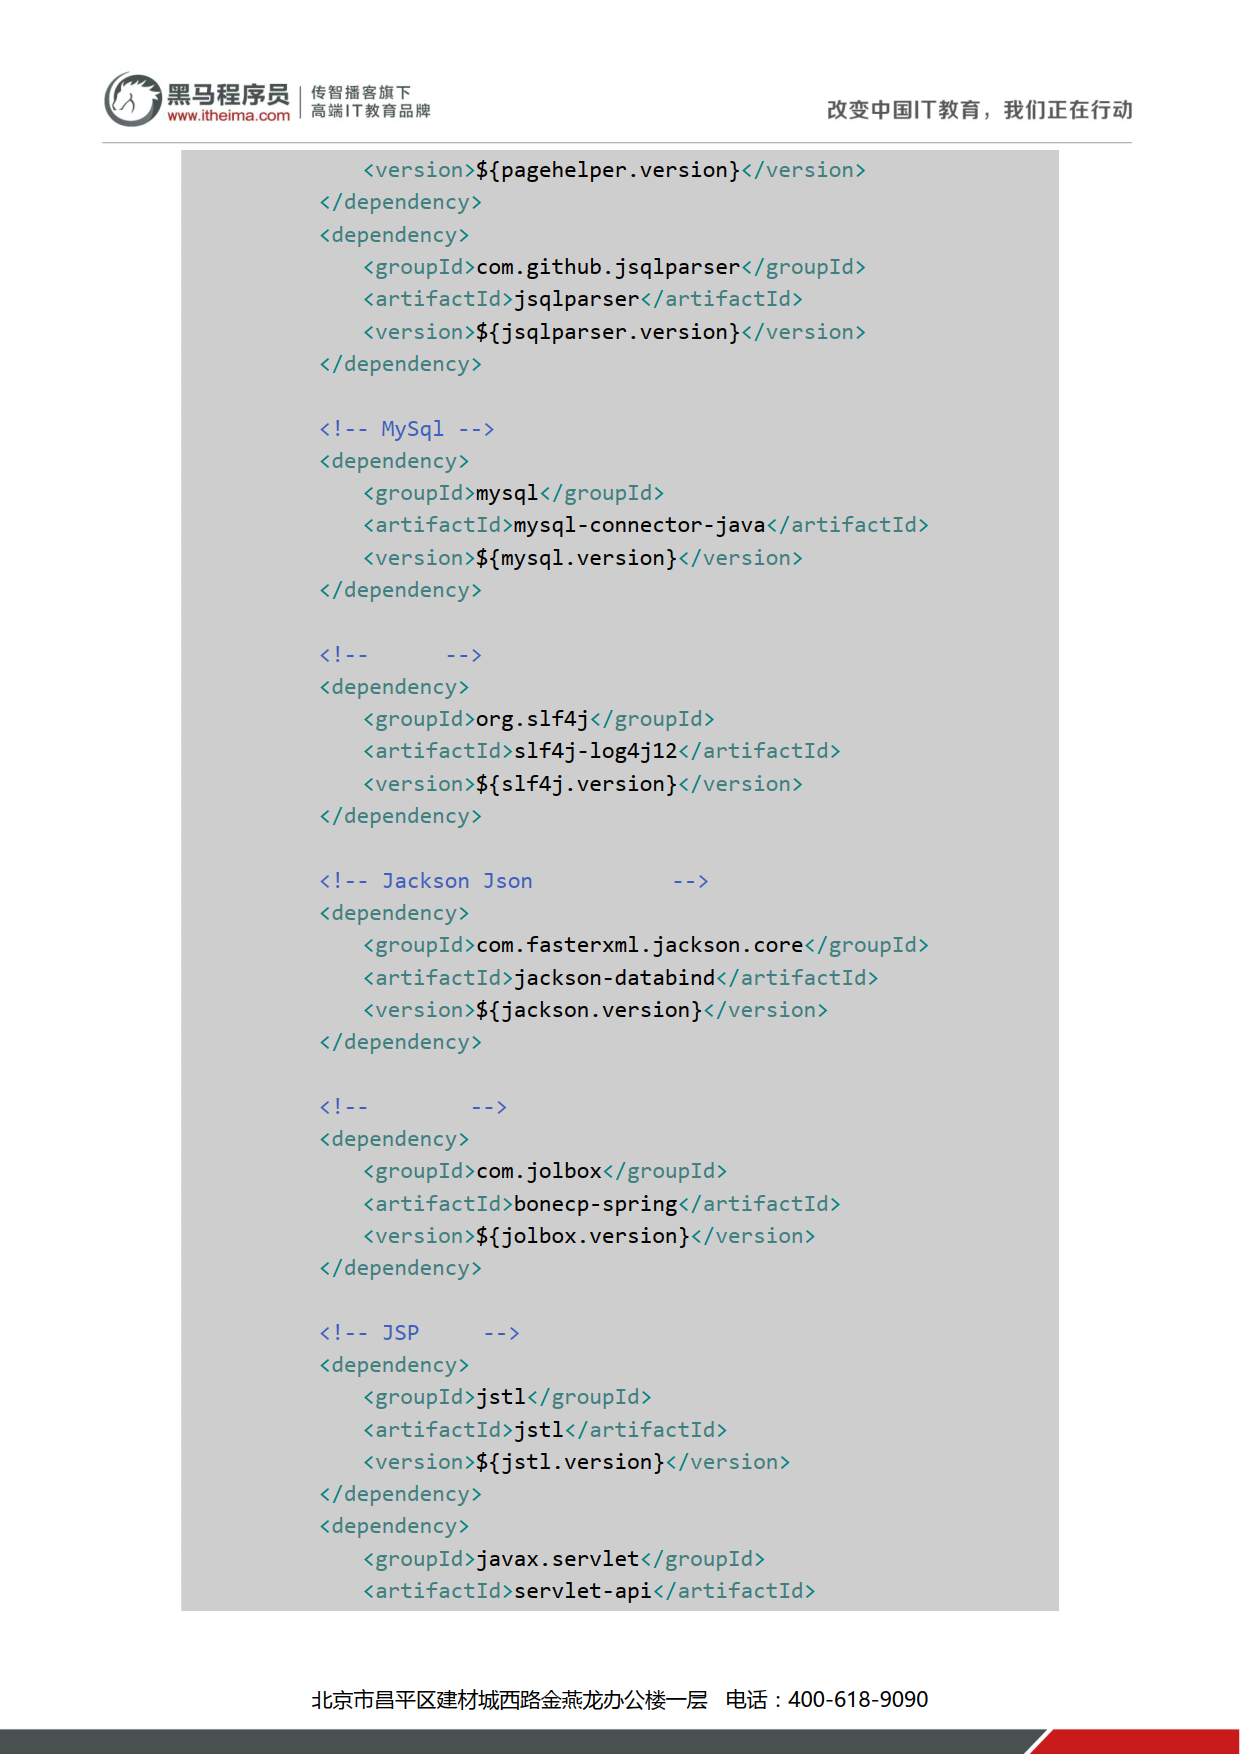 黑马程序员
www.itheima.com
传智播客旗下
高端IT教育品牌
改变中国IT教育，我们正在行动
<version>${pagehelper.version}</version>
</dependency>
<dependency>
<groupId>com.github.jsqlparser</groupId>
<artifactId>jsqlparser</artifactId>
<version>${jsqlparser.version}</version>
</dependency>
<!-- MySql -->
<dependency>
<groupId>mysql</groupId>
<artifactId>mysql-connector-java</artifactId>
<version>${mysql.version}</version>
</dependency>
<!-- -->
<dependency>
<groupId>org.slf4j</groupId>
<artifactId>slf4j-log4j12</artifactId>
<version>${slf4j.version}</version>
</dependency>
<!-- Jackson Json -->
<dependency>
<groupId>com.fasterxml.jackson.core</groupId>
<artifactId>jackson-databind</artifactId>
<version>${jackson.version}</version>
</dependency>
<!-- -->
<dependency>
<groupId>com.jolbox</groupId>
<artifactId>bonecp-spring</artifactId>
<version>${jolbox.version}</version>
</dependency>
<!-- JSP -->
<dependency>
<groupId>jstl</groupId>
<artifactId>jstl</artifactId>
<version>${jstl.version}</version>
</dependency>
<dependency>
<groupId>javax.servlet</groupId>
<artifactId>servlet-api</artifactId>
北京市昌平区建材城西路金燕龙办公楼一层 电话：400-618-9090